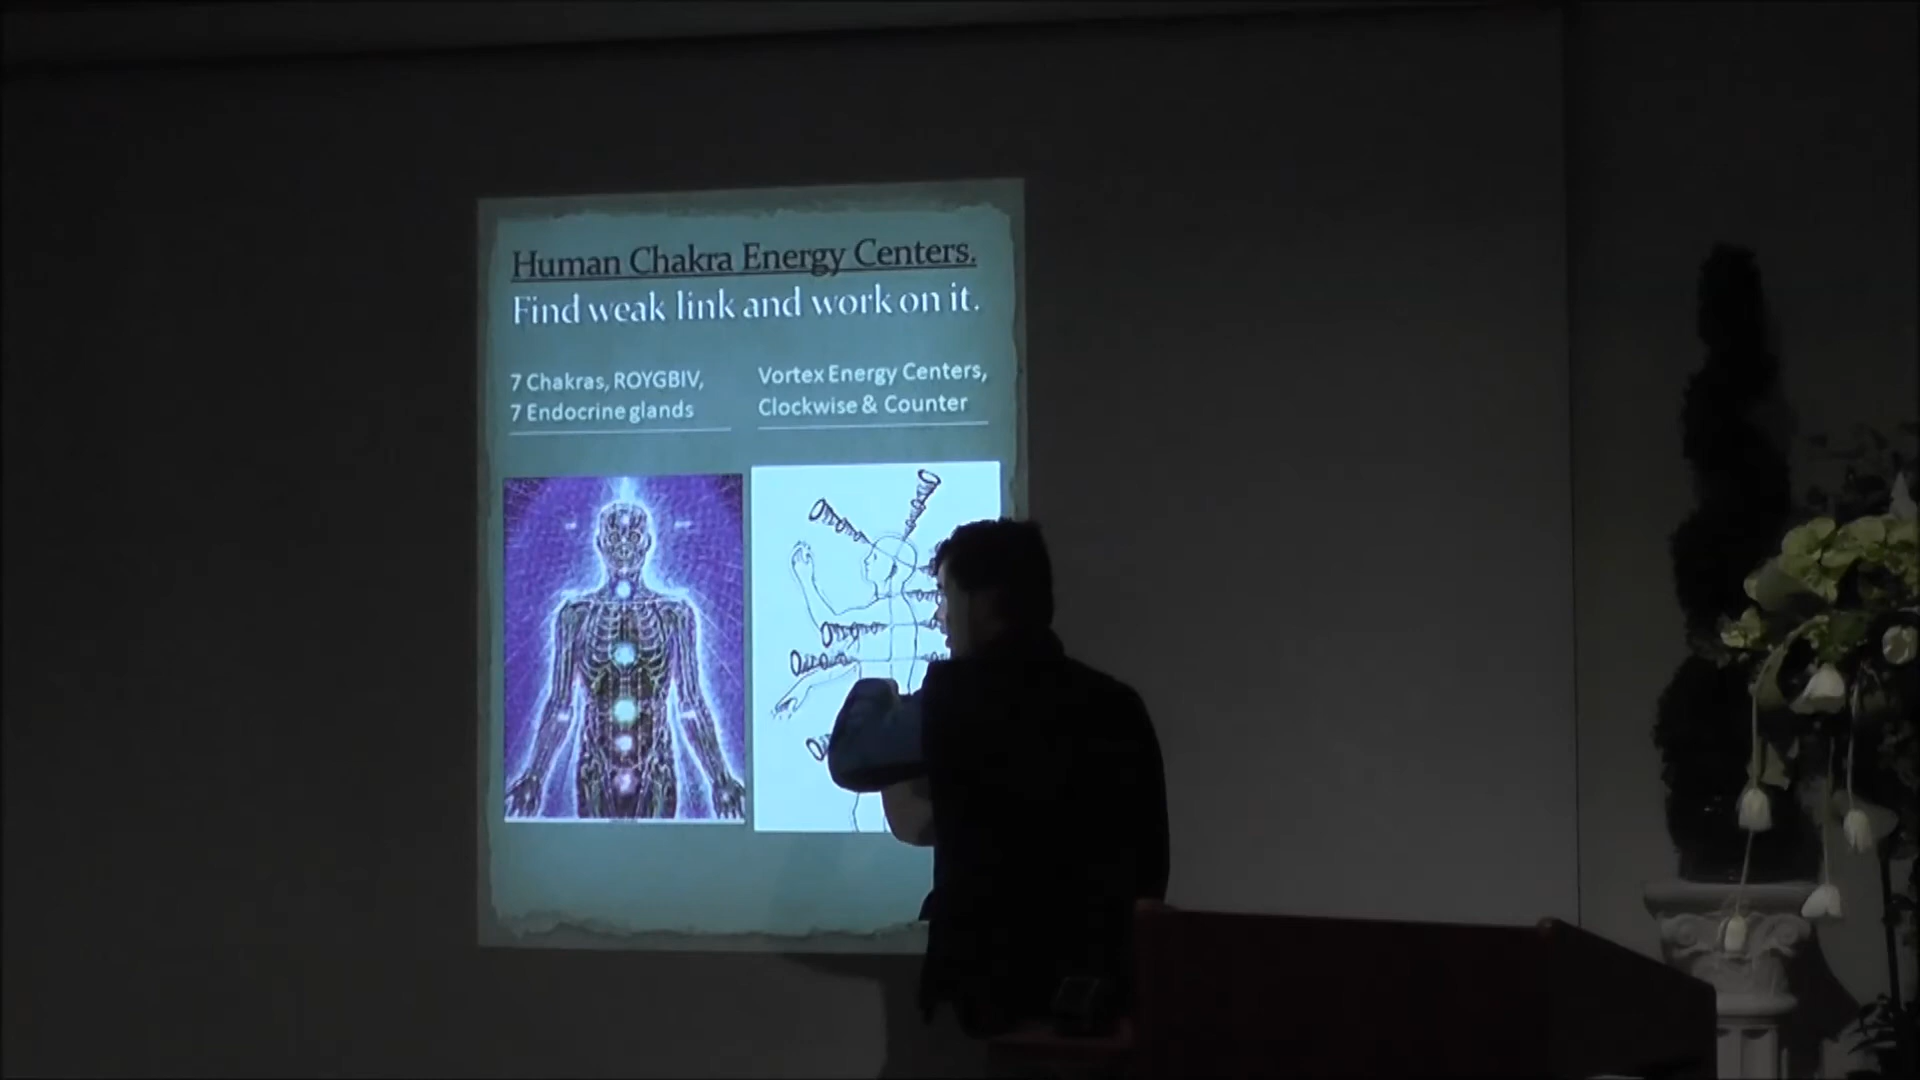 Human Chakra Energy Centers.
Find weak link and work on it.
7 Chakras, ROYGBIV,
7 Endocrine glands
Vortex Energy Centers,
Clockwise & Counter